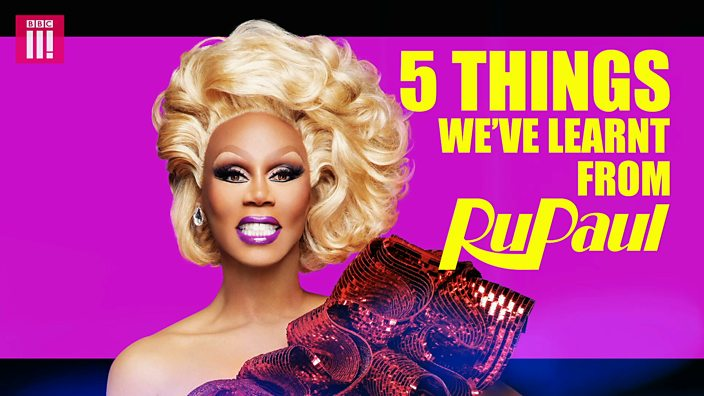 BBC
III!
5 THINGS
WE'VE LEARNT
FROM
RuPaul